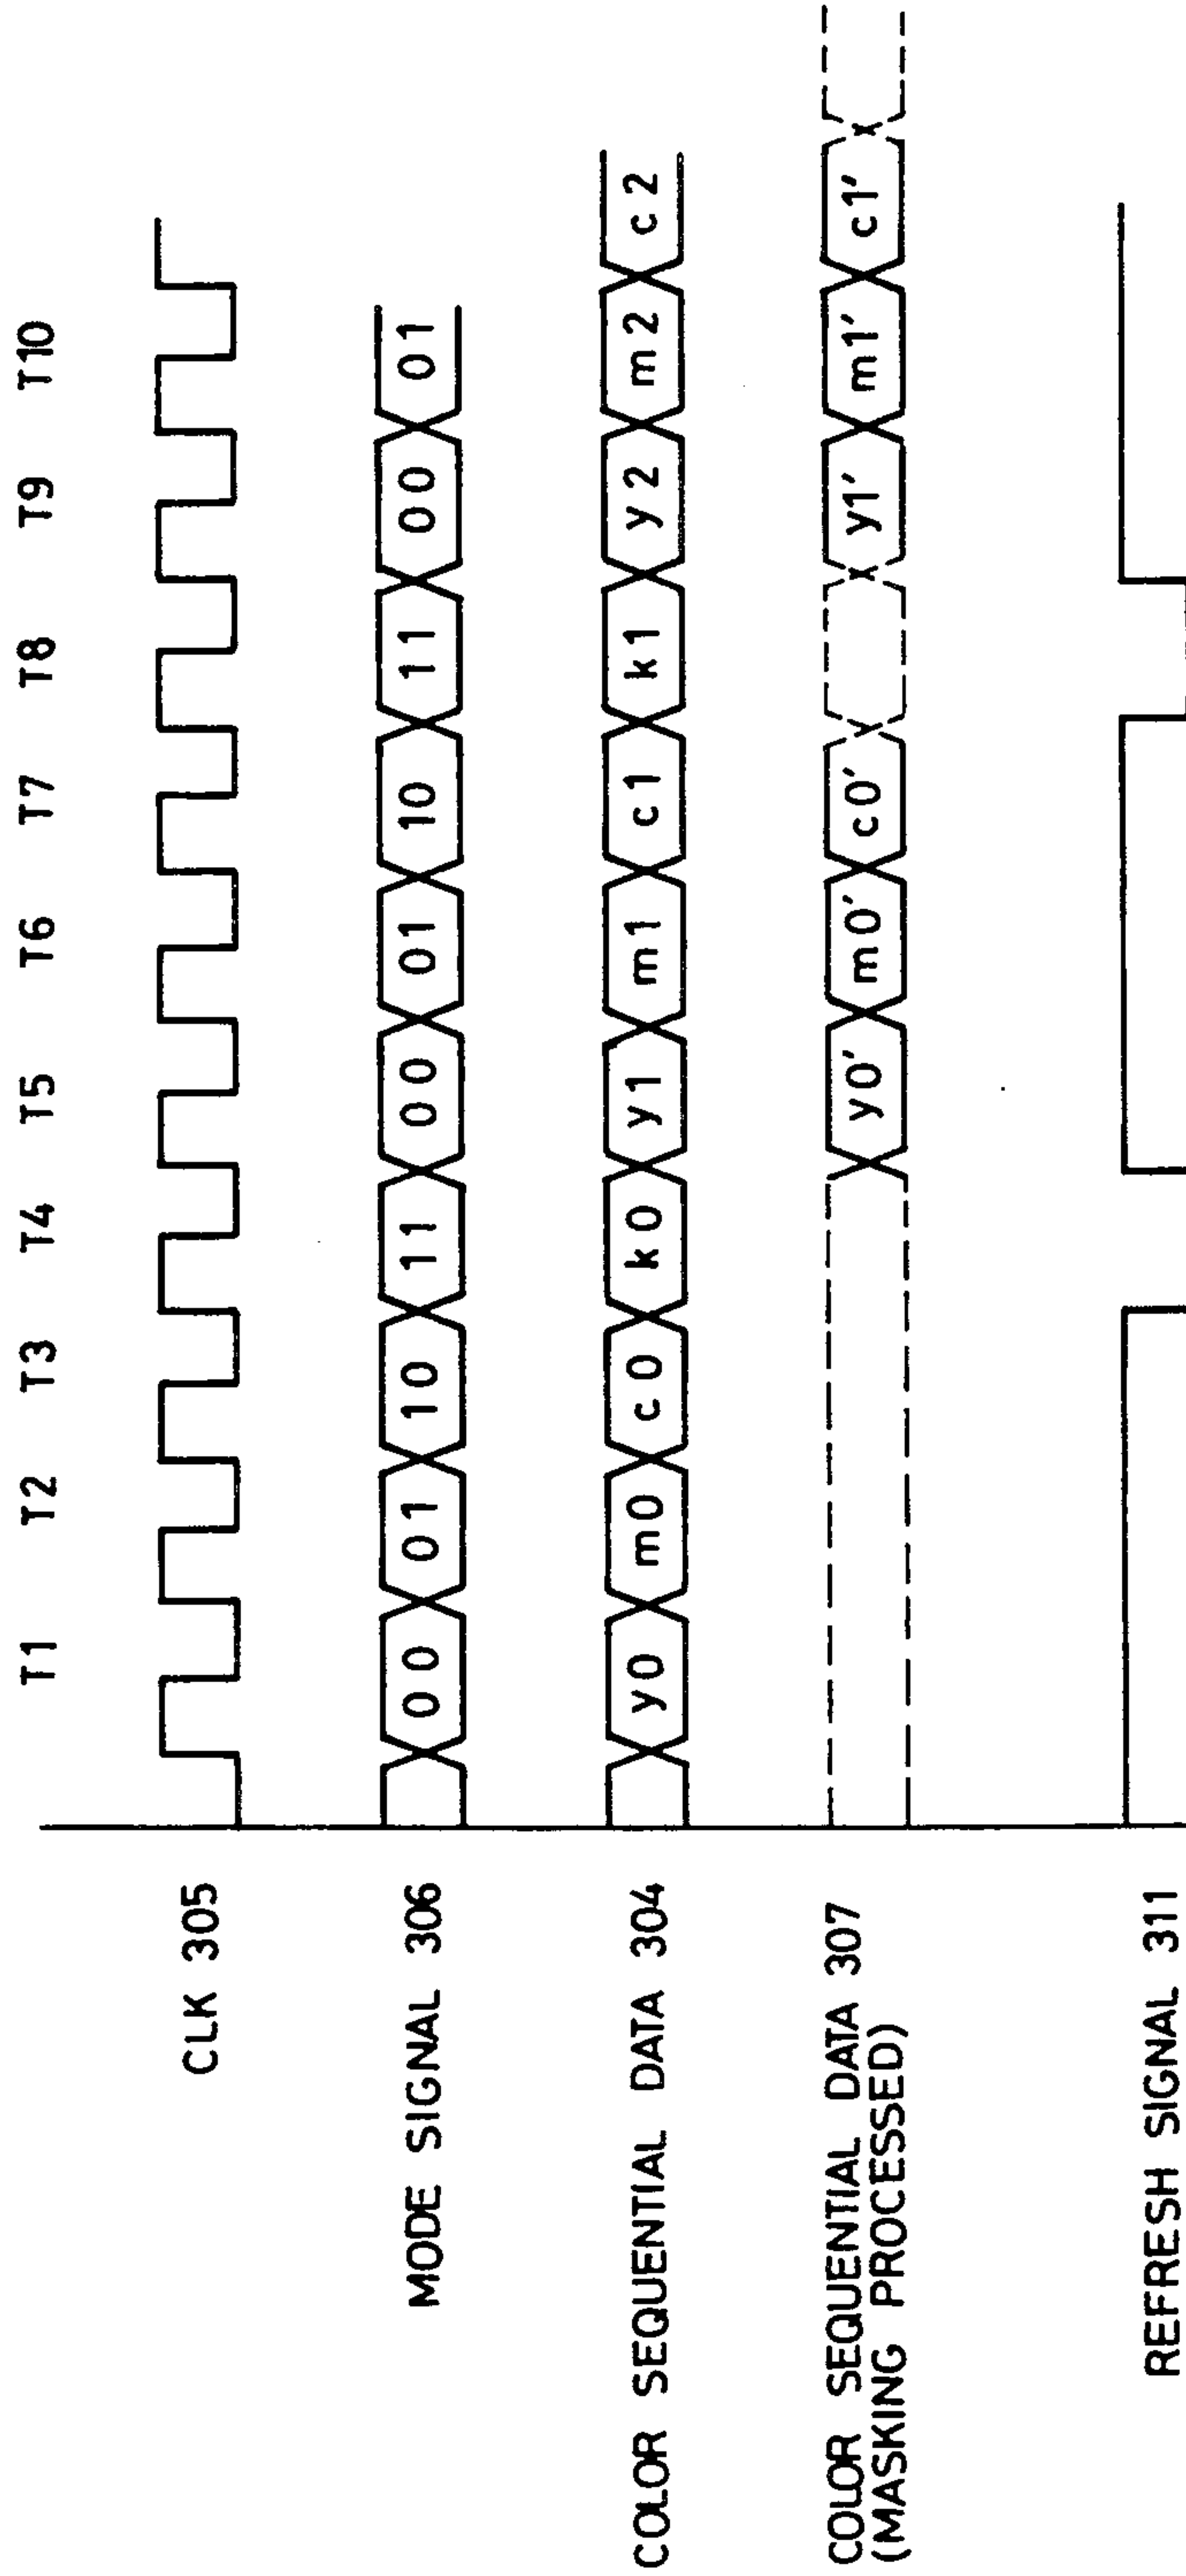 T1 T2 T3 T4 T5 T6 T7 T8 T9 T10
CLK 305
MODE SIGNAL 306
00 01 10 11 00 01 10 11 00 01
COLOR SEQUENTIAL DATA 304
y0 m0 c0 k0 y1 m1 c1 k1 y2 m2 c2
COLOR SEQUENTIAL DATA 307
(MASKING PROCESSED)
y0' m0' c0' y1' m1' c1'
REFRESH SIGNAL 311